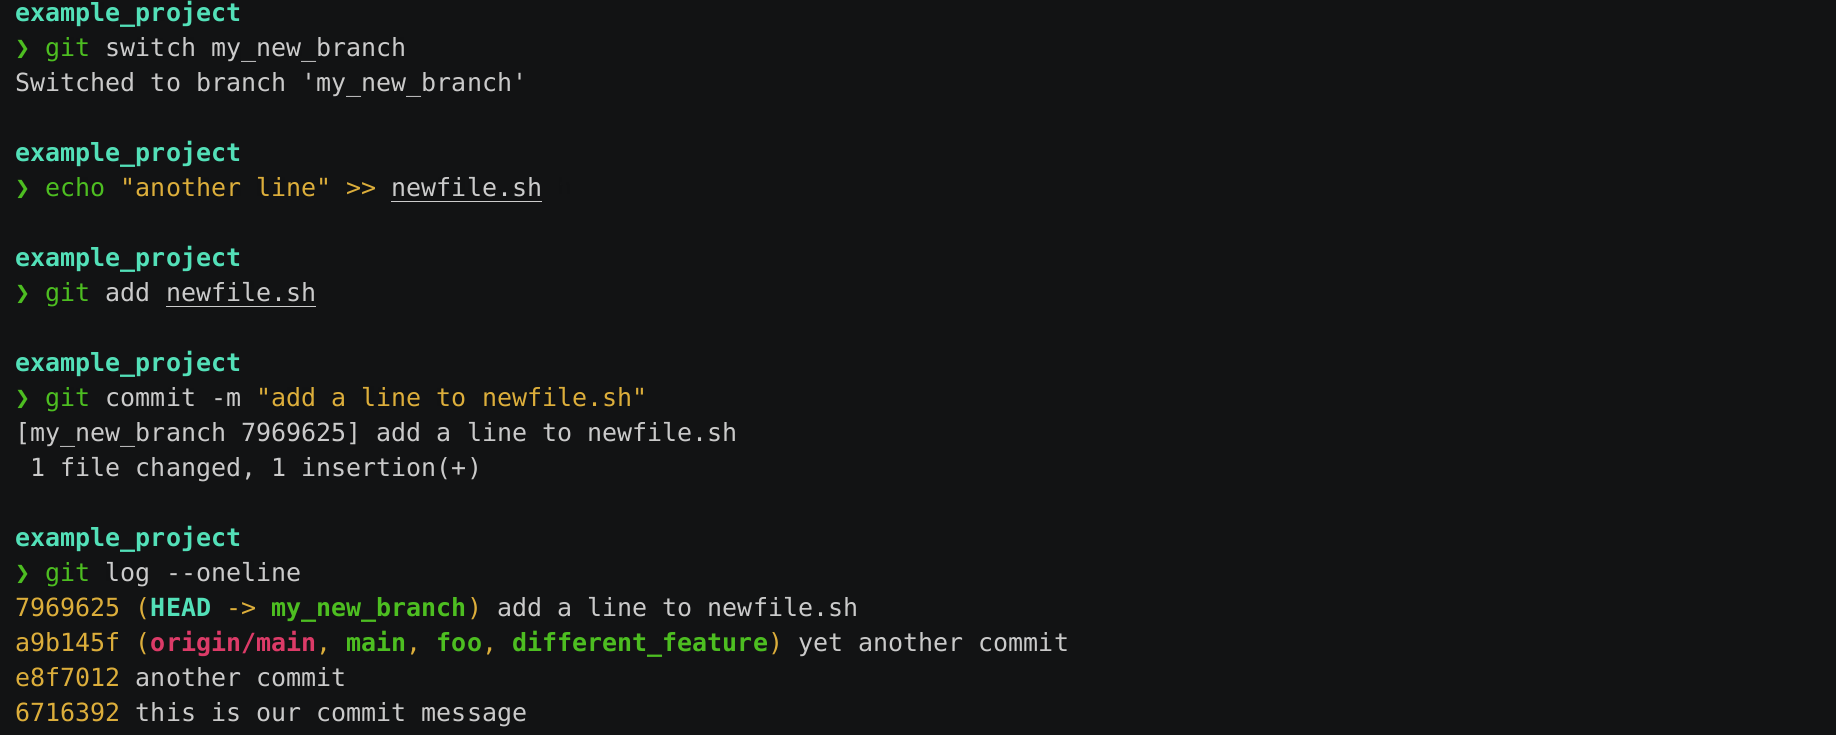 example_project
❯ git switch my_new_branch
Switched to branch 'my_new_branch'
example_project
❯ echo "another line" >> newfile.sh
example_project
❯ git add newfile.sh
example_project
❯ git commit -m "add a line to newfile.sh"
[my_new_branch 7969625] add a line to newfile.sh
 1 file changed, 1 insertion(+)
example_project
❯ git log --oneline
7969625 (HEAD -> my_new_branch) add a line to newfile.sh
a9b145f (origin/main, main, foo, different_feature) yet another commit
e8f7012 another commit
6716392 this is our commit message